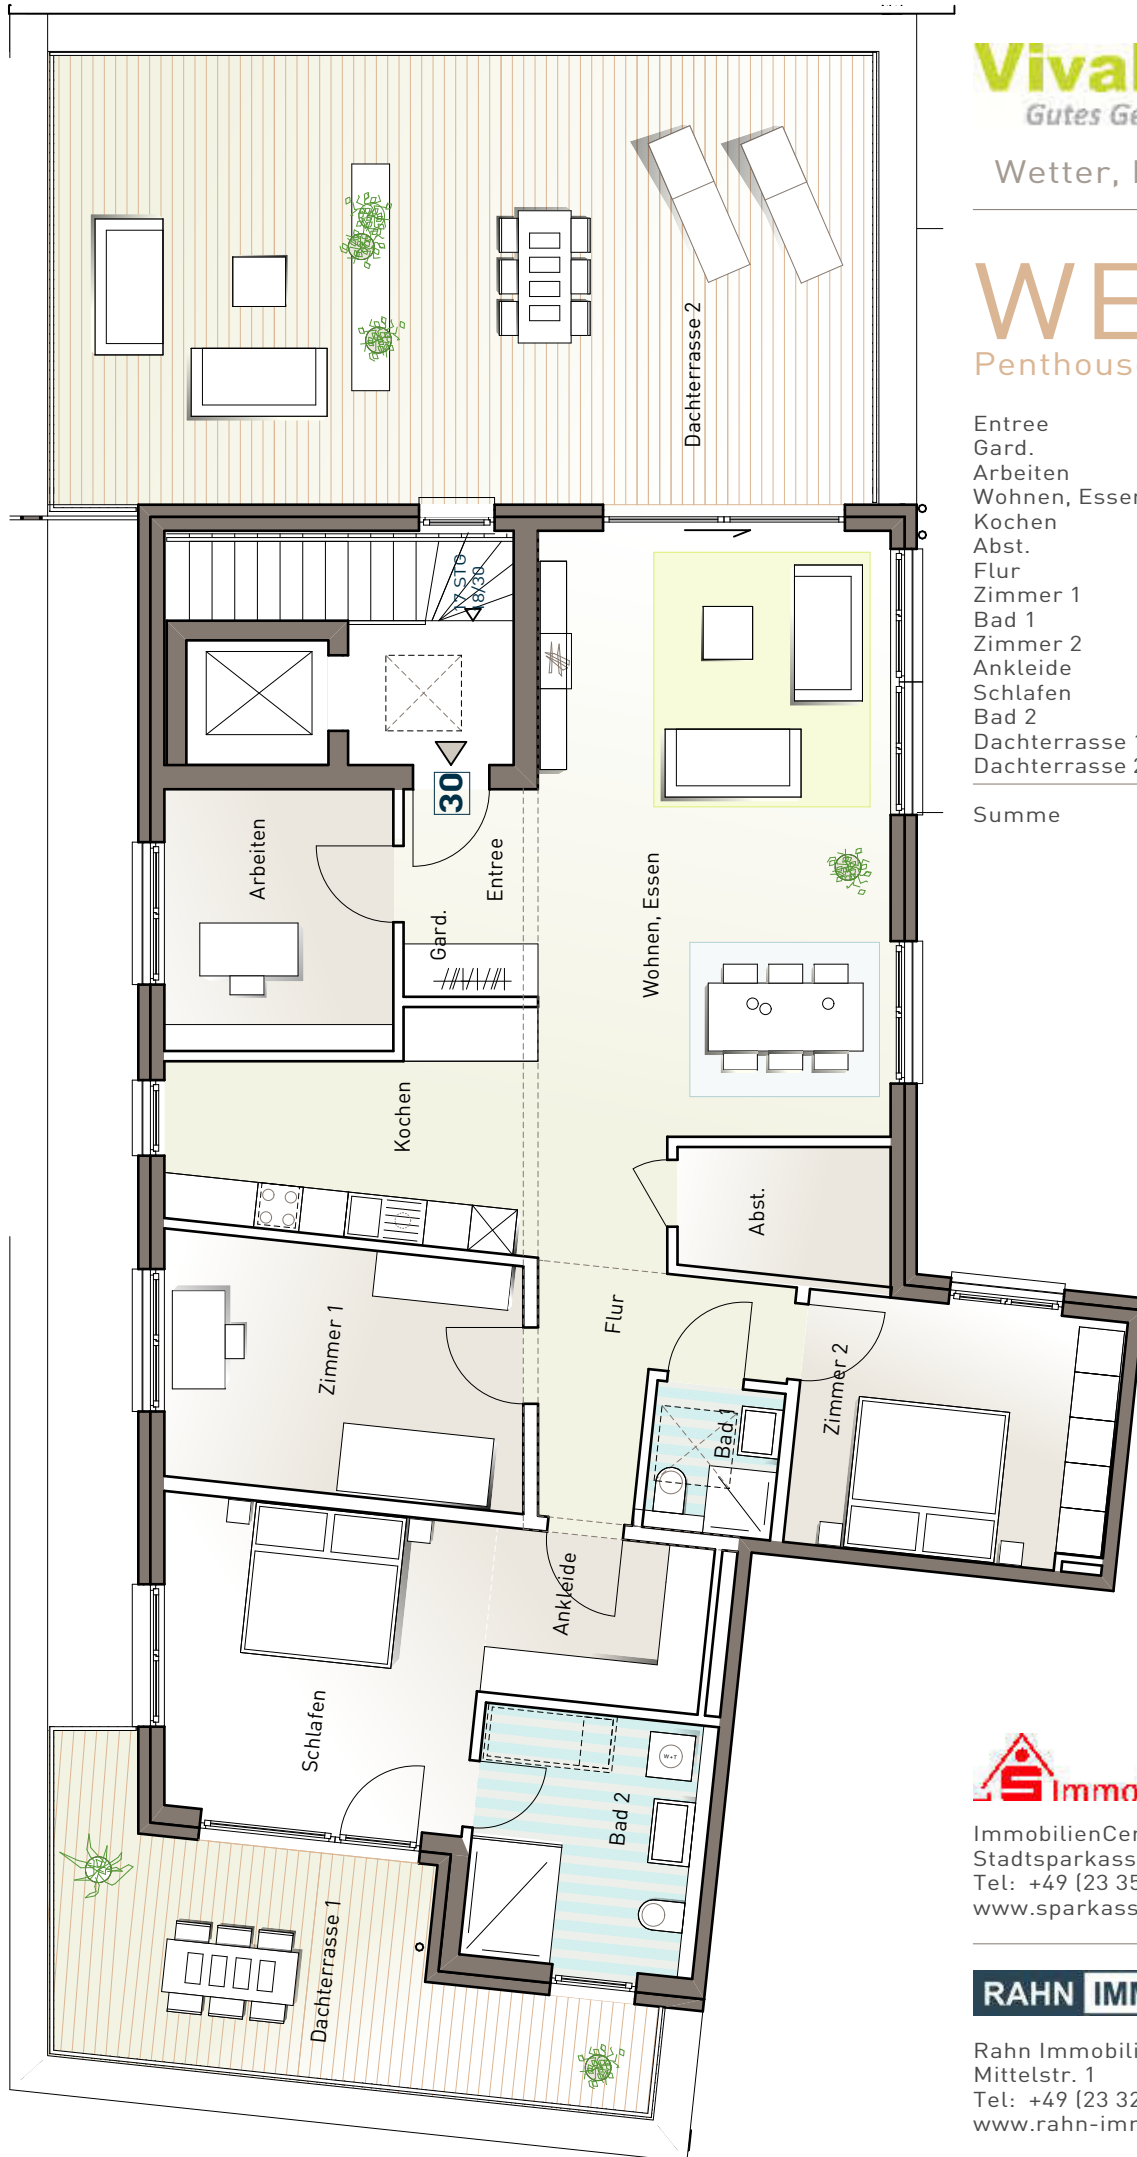 Vival
Gutes Ge
Wetter,
WE
Penthous
Entree
Gard.
Arbeiten
Wohnen, Essen
Kochen
Abst.
Flur
Zimmer 1
Bad 1
Zimmer 2
Ankleide
Schlafen
Bad 2
Dachterrasse 1
Dachterrasse 2
Summe
Dachterrasse 2
17 STG
18/30
30
Arbeiten
Gard.
Entree
Wohnen, Essen
Kochen
Abst.
Zimmer 1
Flur
Bad 1
Zimmer 2
Ankleide
Schlafen
Bad 2
W+T
Dachterrasse 1
S Immo
ImmobilienCen
Stadtsparkass
Tel: +49 (23 35
www.sparkass
RAHN IMM
Rahn Immobili
Mittelstr. 1
Tel: +49 (23 32
www.rahn-imm